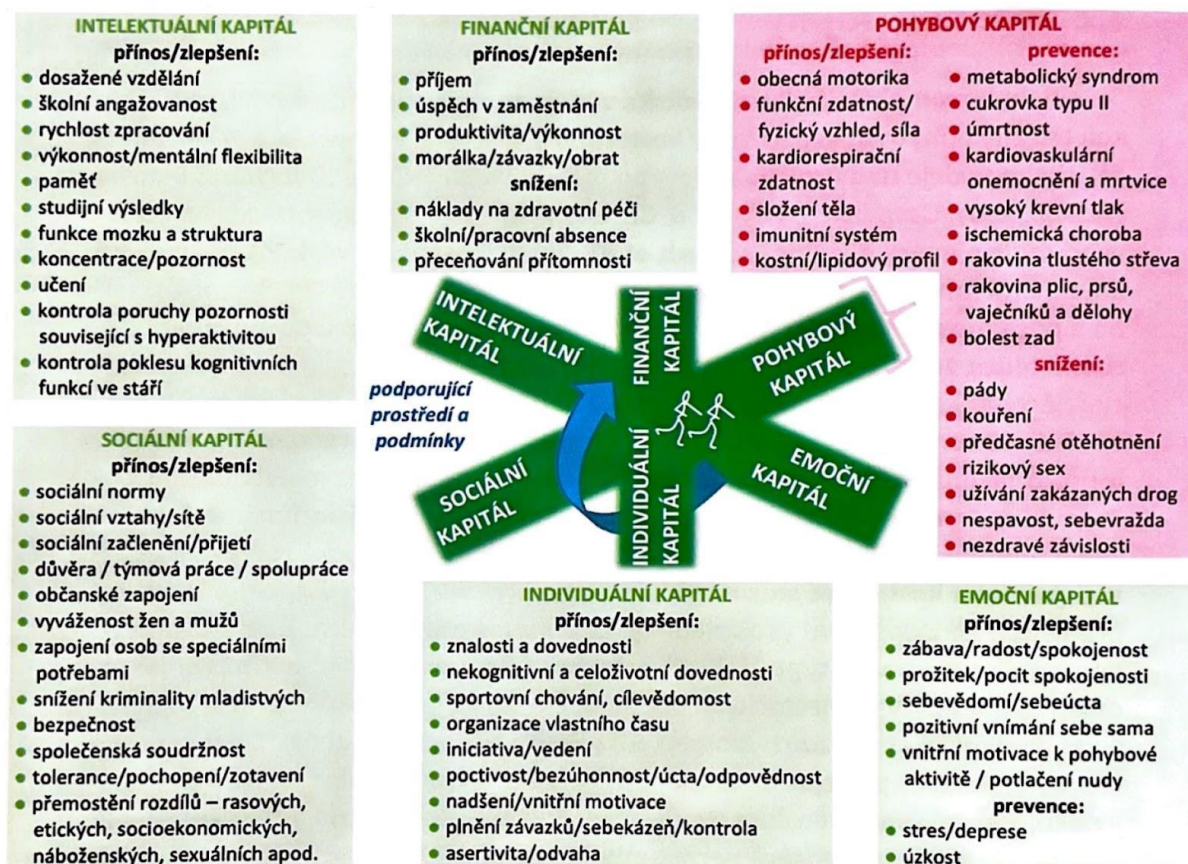 INTELEKTUÁLNÍ KAPITÁL
přínos/zlepšení:
• dosažené vzdělání
• školní angažovanost
• rychlost zpracování
• výkonnost/mentální flexibilita
• paměť
• studijní výsledky
• funkce mozku a struktura
• koncentrace/pozornost
• učení
• kontrola poruchy pozornosti
související s hyperaktivitou
• kontrola poklesu kognitivních
funkcí ve stáří
FINANČNÍ KAPITÁL
přínos/zlepšení:
• příjem
• úspěch v zaměstnání
• produktivita/výkonnost
• morálka/závazky/obrat
snížení:
• náklady na zdravotní péči
• školní/pracovní absence
• přeceňování přítomnosti
POHYBOVÝ KAPITÁL
přínos/zlepšení:
• obecná motorika
• funkční zdatnost/
fyzický vzhled, síla
• kardiorespirační
zdatnost
• složení těla
• imunitní systém
• kostní/lipidový profil
prevence:
• metabolický syndrom
• cukrovka typu II
• úmrtnost
• kardiovaskulární
onemocnění a mrtvice
• vysoký krevní tlak
• ischemická choroba
• rakovina tlustého střeva
• rakovina plic, prsů,
vaječníků a dělohy
• bolest zad
snížení:
• pády
• kouření
• předčasné otěhotnění
• rizikový sex
• užívání zakázaných drog
• nespavost, sebevražda
• nezdravé závislosti
INTELEKTUÁLNÍ
KAPITÁL
FINANČNÍ
KAPITÁL
POHYBOVÝ
KAPITÁL
podporující
prostředí a
podmínky
SOCIÁLNÍ
KAPITÁL
INDIVIDUÁLNÍ
KAPITÁL
EMOČNÍ
KAPITÁL
SOCIÁLNÍ KAPITÁL
přínos/zlepšení:
• sociální normy
• sociální vztahy/sítě
• sociální začlenění/přijetí
• důvěra / týmová práce / spolupráce
• občanské zapojení
• vyváženost žen a mužů
• zapojení osob se speciálními
potřebami
• snížení kriminality mladistvých
• bezpečnost
• společenská soudržnost
• tolerance/pochopení/zotavení
• přemostění rozdílů – rasových,
etických, socioekonomických,
náboženských, sexuálních apod.
INDIVIDUÁLNÍ KAPITÁL
přínos/zlepšení:
• znalosti a dovednosti
• nekognitivní a celoživotní dovednosti
• sportovní chování, cílevědomost
• organizace vlastního času
• iniciativa/vedení
• poctivost/bezúhonnost/úcta/odpovědnost
• nadšení/vnitřní motivace
• plnění závazků/sebekázeň/kontrola
• asertivita/odvaha
EMOČNÍ KAPITÁL
přínos/zlepšení:
• zábava/radost/spokojenost
• prožitek/pocit spokojenosti
• sebevědomí/sebeúcta
• pozitivní vnímání sebe sama
• vnitřní motivace k pohybové
aktivitě / potlačení nudy
prevence:
• stres/deprese
• úzkost